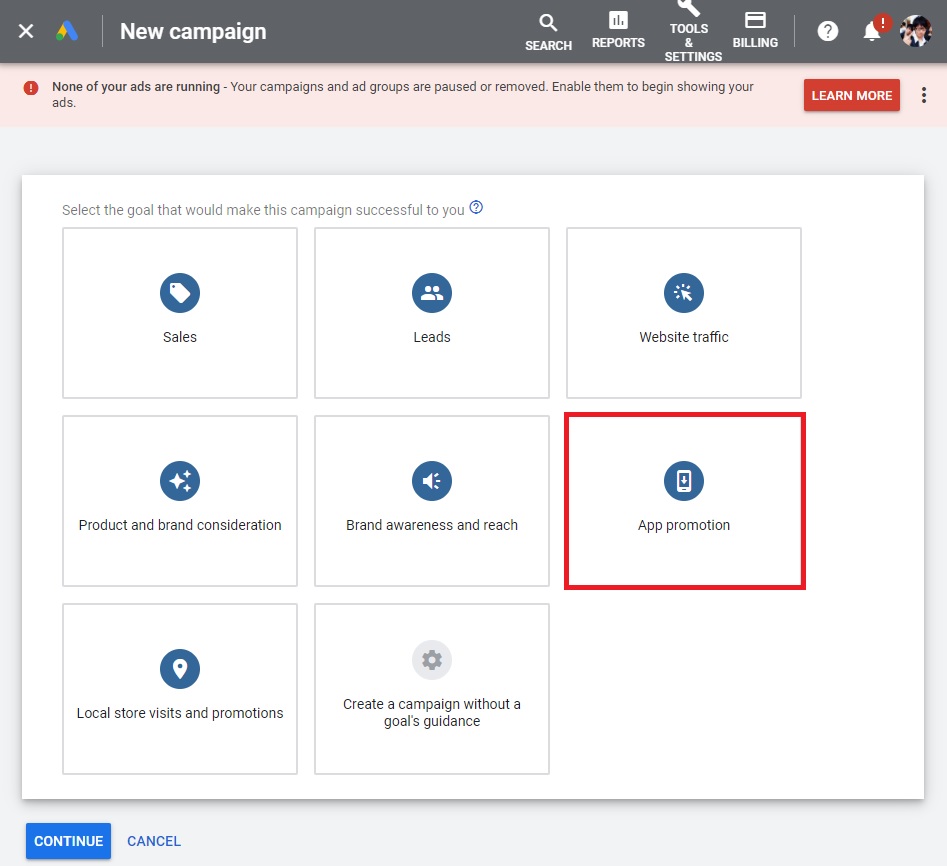 New campaign
SEARCH
REPORTS
TOOLS
&
SETTINGS
BILLING
None of your ads are running - Your campaigns and ad groups are paused or removed. Enable them to begin showing your
ads.
LEARN MORE
Select the goal that would make this campaign successful to you
Sales
Leads
Website traffic
Product and brand consideration
Brand awareness and reach
App promotion
Local store visits and promotions
Create a campaign without a
goal's guidance
CONTINUE
CANCEL